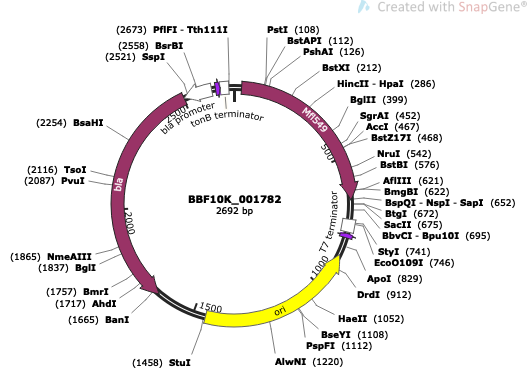 Created with SnapGene®
(2673) PflFI - Tth111I
(2558) BsrBI
(2521) SspI
(2254) BsaHI
(2116) TsoI
(2087) PvuI
(1865) NmeAIII
(1837) BglI
(1757) BmrI
(1717) AhdI
(1665) BanI
(1458) StuI
PstI (108)
BstAPI (112)
PshAI (126)
BstXI (212)
HincII - HpaI (286)
BglII (399)
SgrAI (452)
AccI (467)
BstZ17I (468)
NruI (542)
BstBI (576)
AflIII (621)
BmgBI (622)
BspQI - NspI - SapI (652)
BtgI (672)
SacII (675)
BbvCI - Bpu10I (695)
StyI (741)
EcoO109I (746)
ApoI (829)
DrdI (912)
HaeII (1052)
BseYI (1108)
PspFI (1112)
AlwNI (1220)
bla promoter
tonB terminator
Mfl549
T7 terminator
bla
ori
500
1000
1500
2000
2500
BBF10K_001782
2692 bp